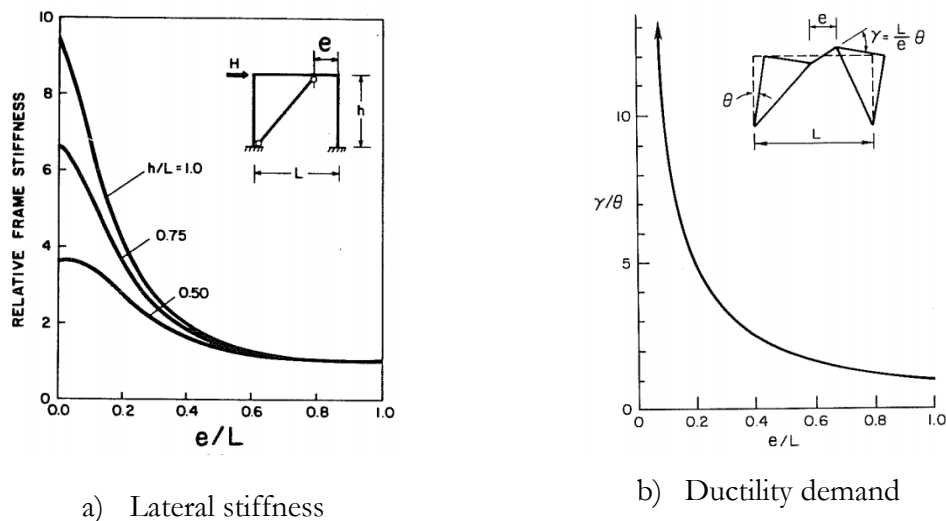 RELATIVE FRAME STIFFNESS
10
8
6
4
2
0
0.0
0.2
0.4
0.6
0.8
1.0
e/L
h/L=1.0
0.75
0.50
H
e
h
L
a) Lateral stiffness
γ/θ
10
5
0
0
0.2
0.4
0.6
0.8
1.0
e/L
e
γ = L/e θ
θ
L
b) Ductility demand